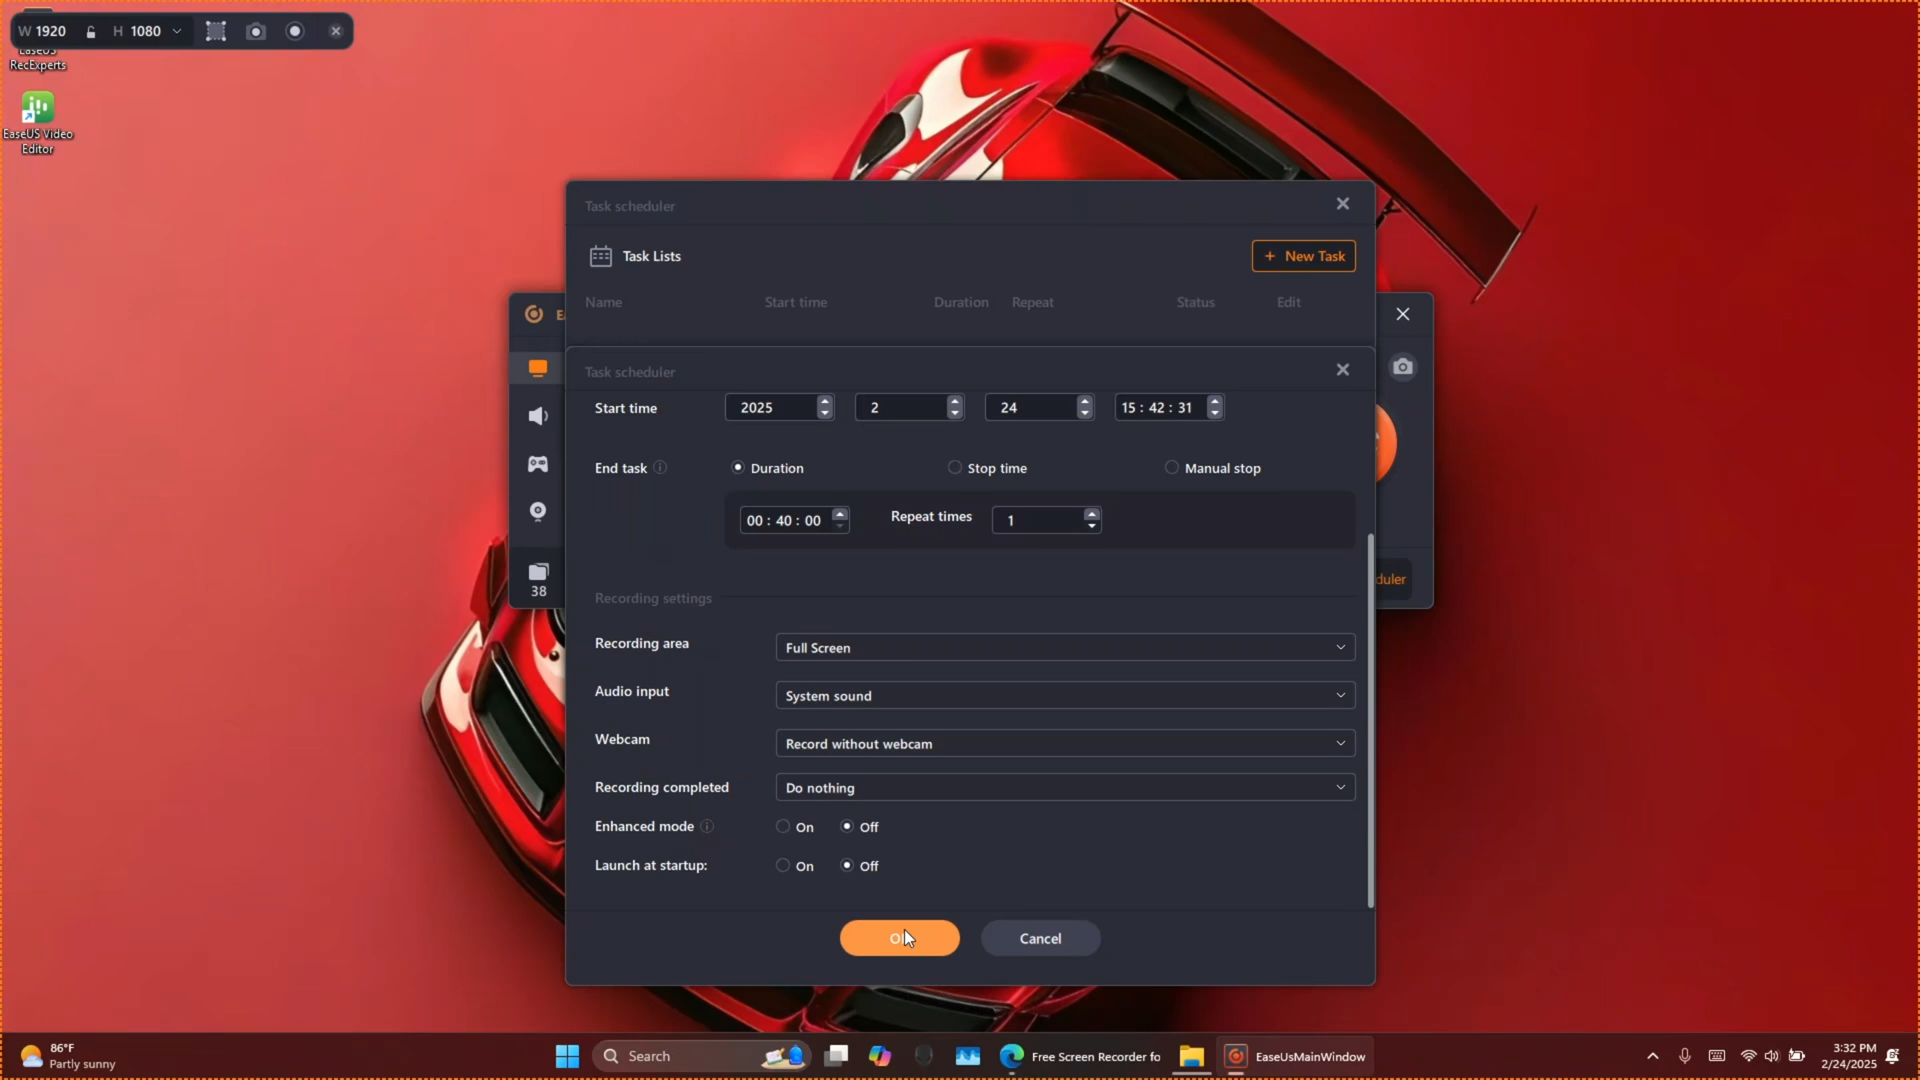 W 1920 H 1080
EaseUS
RecExperts
EaseUS Video
Editor
Task scheduler
Task Lists
+ New Task
Name Start time Duration Repeat Status Edit
Task scheduler
Start time 2025 2 24 15 : 42 : 31
End task Duration Stop time Manual stop
00 : 40 : 00 Repeat times 1
38
duler
Recording settings
Recording area Full Screen
Audio input System sound
Webcam Record without webcam
Recording completed Do nothing
Enhanced mode On Off
Launch at startup: On Off
Cancel
86°F
Partly sunny
Search
Free Screen Recorder fo
EaseUsMainWindow
3:32 PM
2/24/2025